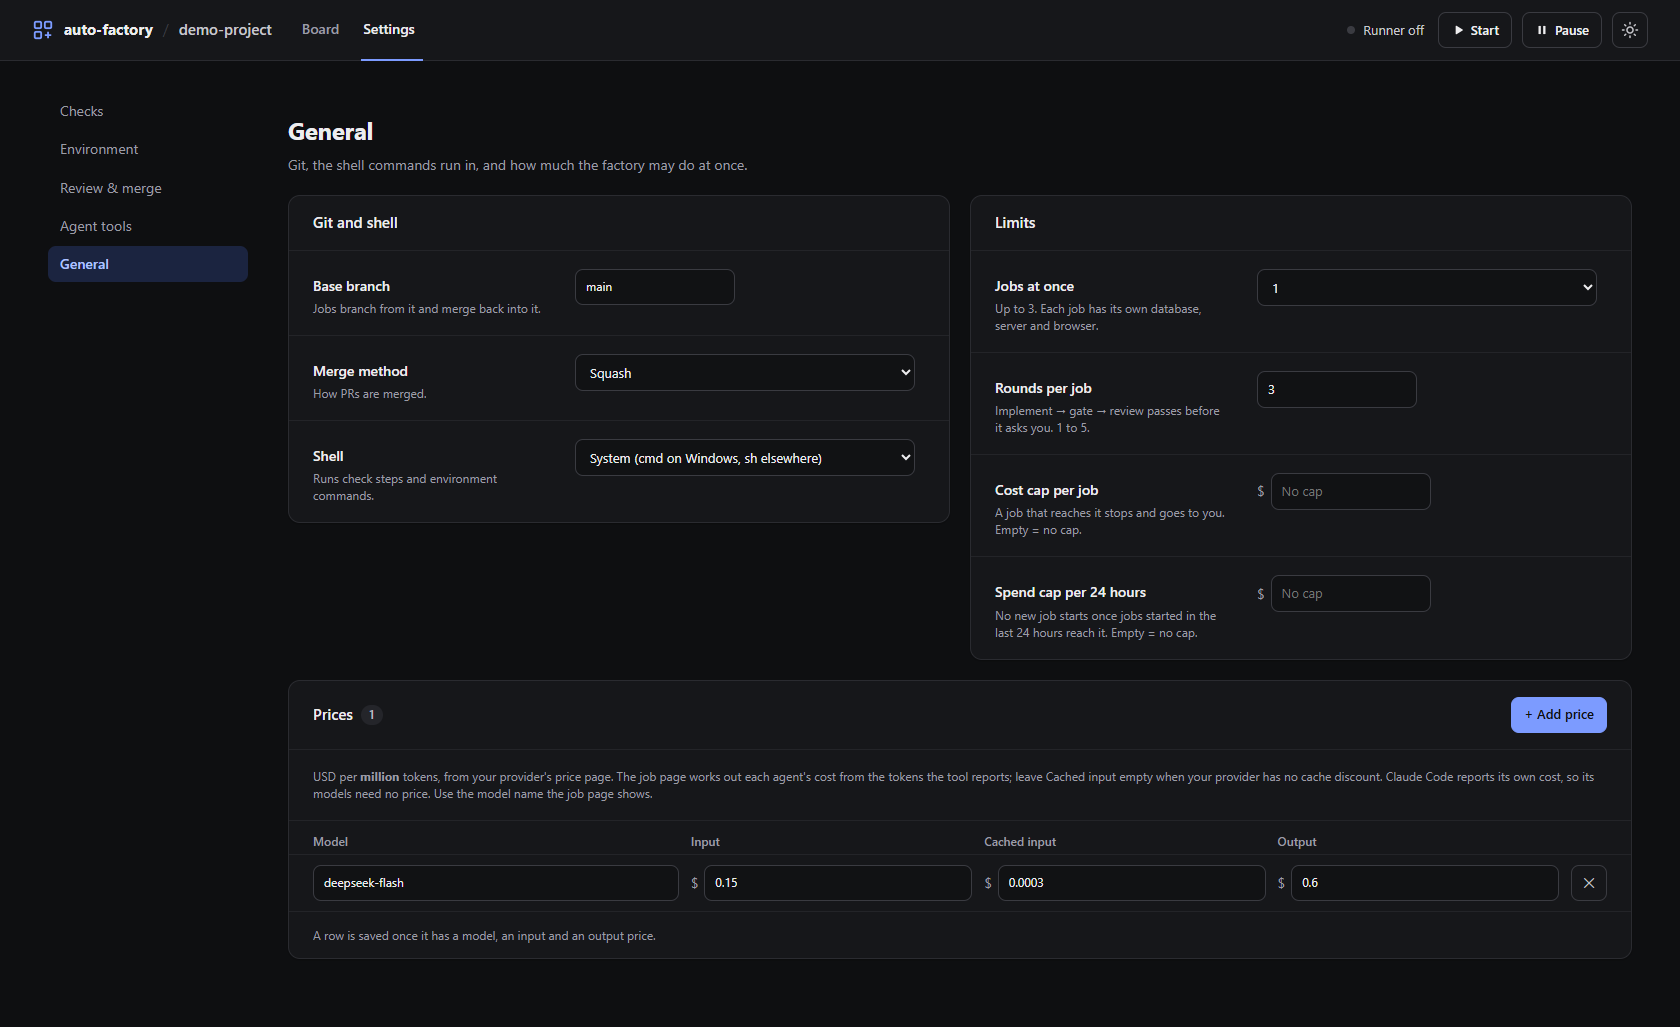 auto-factory / demo-project Board Settings Runner off Start Pause
Checks
Environment
Review & merge
Agent tools
General
General
Git, the shell commands run in, and how much the factory may do at once.
Git and shell
Base branch
Jobs branch from it and merge back into it.
main
Merge method
How PRs are merged.
Squash
Shell
Runs check steps and environment
commands.
System (cmd on Windows, sh elsewhere)
Limits
Jobs at once
Up to 3. Each job has its own database,
server and browser.
1
Rounds per job
Implement → gate → review passes before
it asks you. 1 to 5.
3
Cost cap per job
A job that reaches it stops and goes to you.
Empty = no cap.
$ No cap
Spend cap per 24 hours
No new job starts once jobs started in the
last 24 hours reach it. Empty = no cap.
$ No cap
Prices 1
+ Add price
USD per million tokens, from your provider's price page. The job page works out each agent's cost from the tokens the tool reports; leave Cached input empty when your provider has no cache discount. Claude Code reports its own cost, so its
models need no price. Use the model name the job page shows.
Model Input Cached input Output
deepseek-flash $ 0.15 $ 0.0003 $ 0.6
A row is saved once it has a model, an input and an output price.